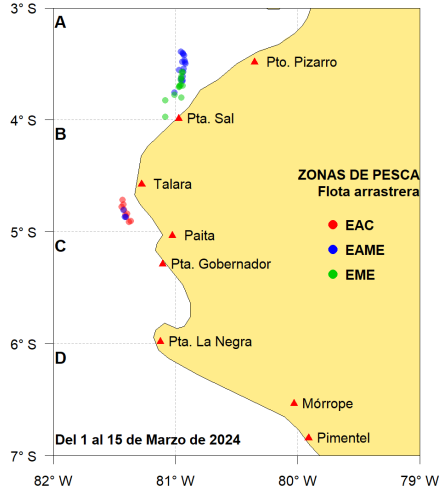 3° S
A
Pto. Pizarro
4° S
Pta. Sal
B
ZONAS DE PESCA
Flota arrastrera
Talara
EAC
5° S
Paita
C
EAME
Pta. Gobernador
EME
6° S
Pta. La Negra
D
Mórrope
Del 1 al 15 de Marzo de 2024
Pimentel
7° S
82° W
81° W
80° W
79° W